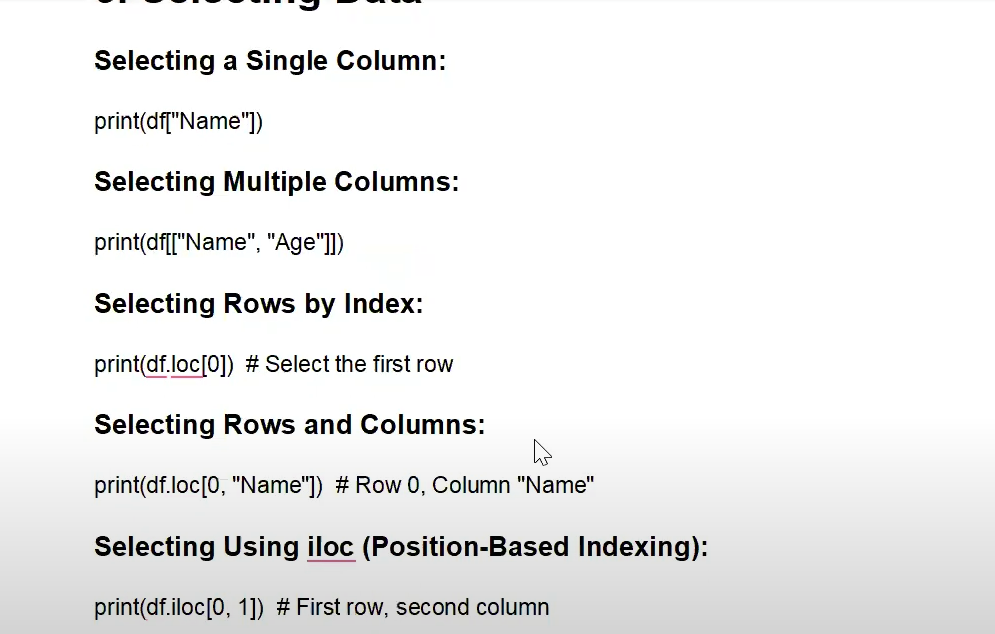 Selecting Data
Selecting a Single Column:
print(df["Name"])
Selecting Multiple Columns:
print(df[["Name", "Age"]])
Selecting Rows by Index:
print(df.loc[0])  # Select the first row
Selecting Rows and Columns:
print(df.loc[0, "Name"])  # Row 0, Column "Name"
Selecting Using iloc (Position-Based Indexing):
print(df.iloc[0, 1])  # First row, second column